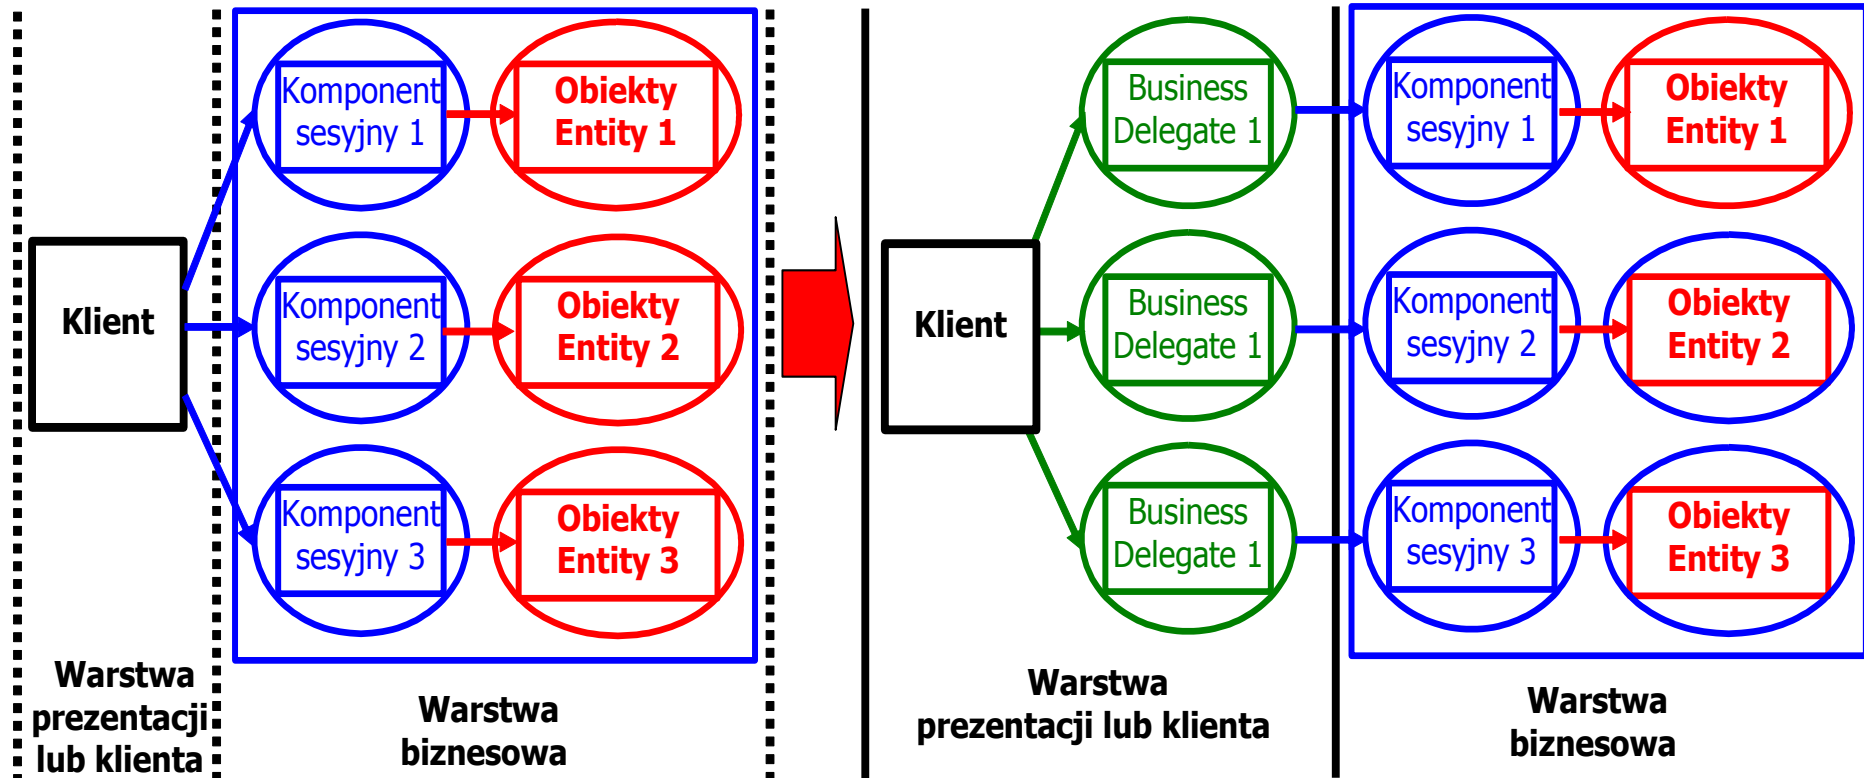 Komponent
sesyjny 1
Obiekty
Entity 1
Klient
Komponent
sesyjny 2
Obiekty
Entity 2
Komponent
sesyjny 3
Obiekty
Entity 3
Warstwa
prezentacji
lub klienta
Warstwa
biznesowa
Business
Delegate 1
Komponent
sesyjny 1
Obiekty
Entity 1
Klient
Business
Delegate 1
Komponent
sesyjny 2
Obiekty
Entity 2
Business
Delegate 1
Komponent
sesyjny 3
Obiekty
Entity 3
Warstwa
prezentacji lub klienta
Warstwa
biznesowa